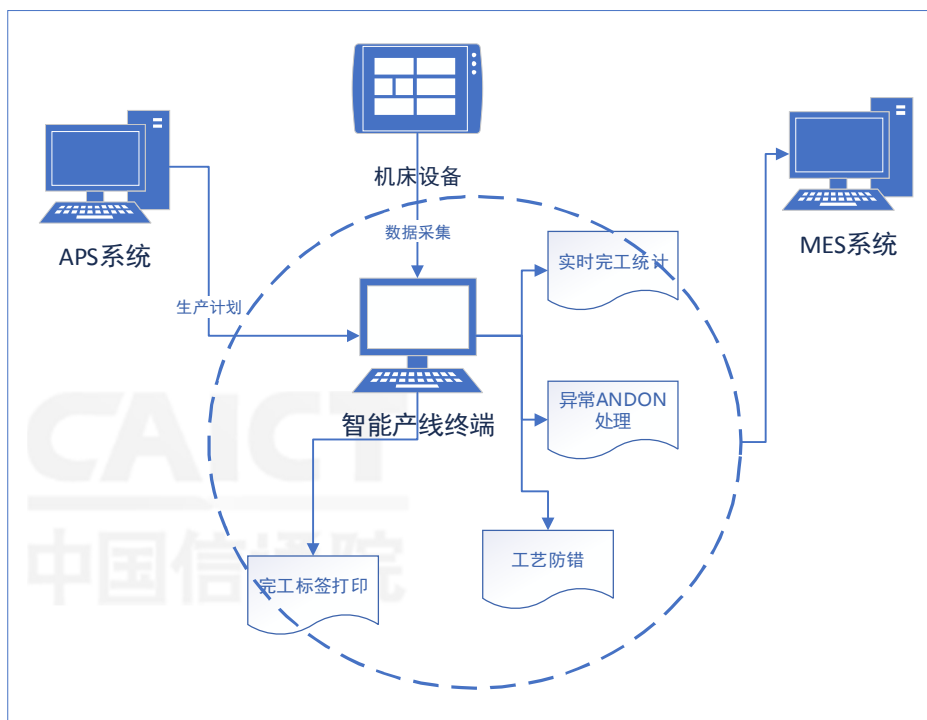 机床设备
APS系统
MES系统
数据采集
实时完工统计
生产计划
异常ANDON
处理
智能产线终端
CAICT
中国信通院
工艺防错
完工标签打印